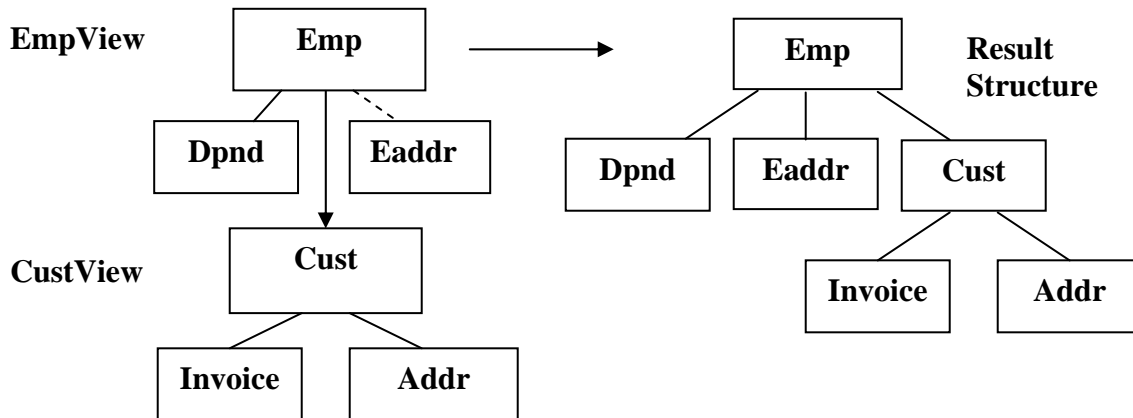 EmpView
Emp
Dpnd
Eaddr
CustView
Cust
Invoice
Addr
Result
Structure
Emp
Dpnd
Eaddr
Cust
Invoice
Addr